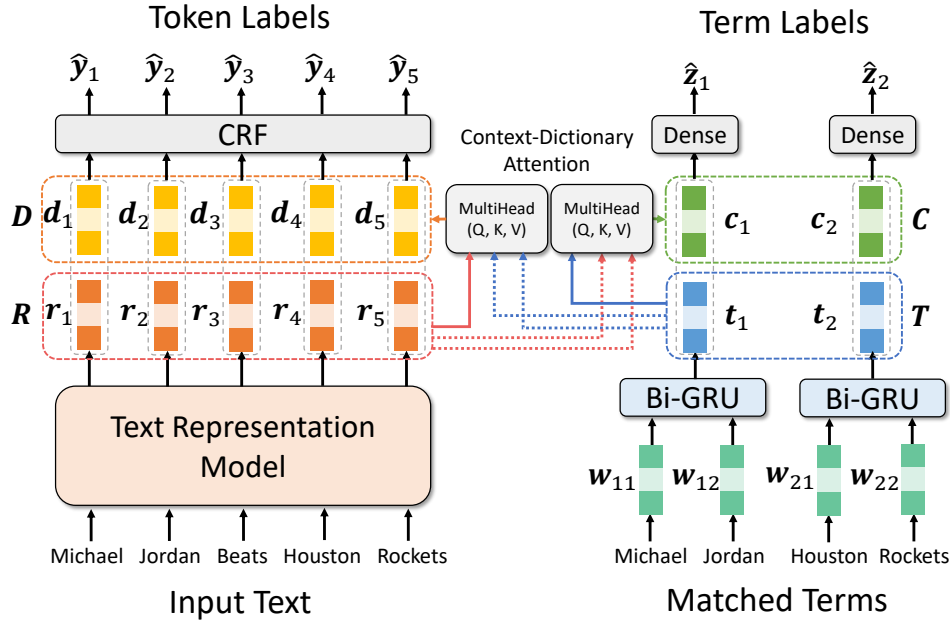 Token Labels
Term Labels
ŷ₁ ŷ₂ ŷ₃ ŷ₄ ŷ₅
ẑ₁ ẑ₂
CRF
Context-Dictionary
Attention
Dense Dense
D d₁ d₂ d₃ d₄ d₅
MultiHead
(Q, K, V)
MultiHead
(Q, K, V)
c₁ c₂ C
R r₁ r₂ r₃ r₄ r₅
t₁ t₂ T
Text Representation
Model
Bi-GRU Bi-GRU
w₁₁ w₁₂ w₂₁ w₂₂
Michael Jordan Beats Houston Rockets
Michael Jordan Houston Rockets
Input Text
Matched Terms